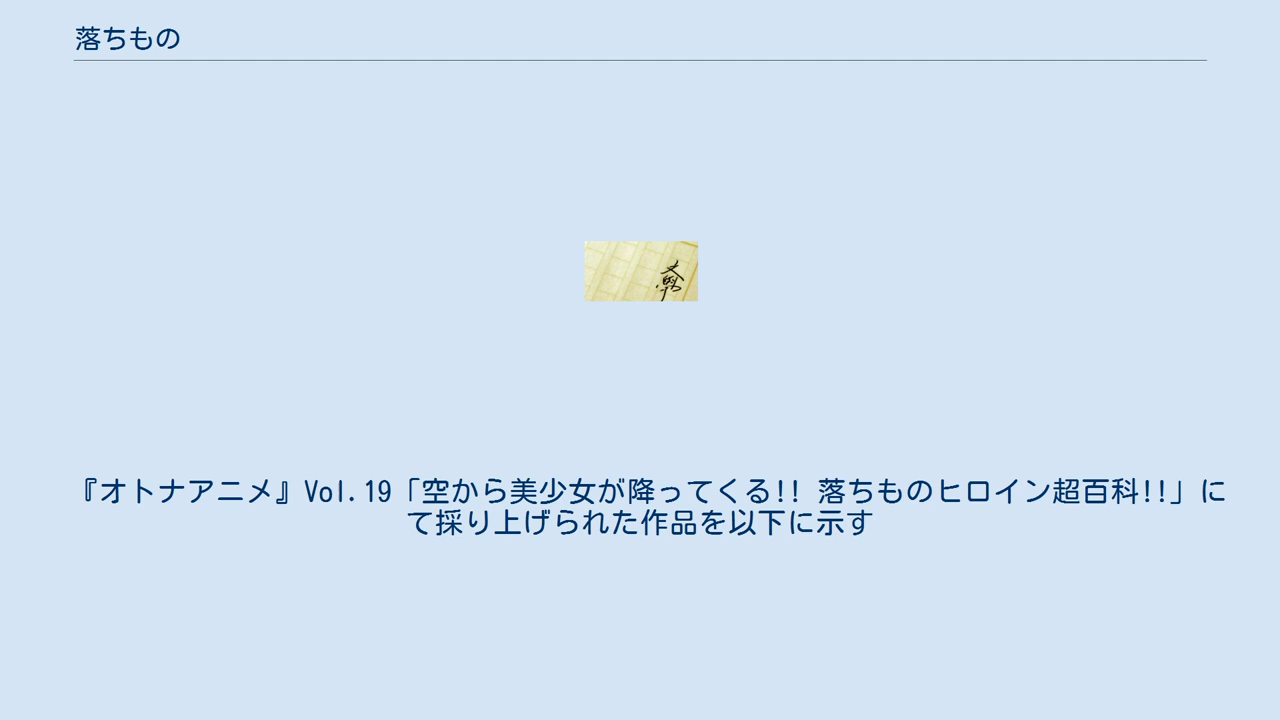 落ちもの
『オトナアニメ』Vol.19「空から美少女が降ってくる!! 落ちものヒロイン超百科!!」に
て採り上げられた作品を以下に示す